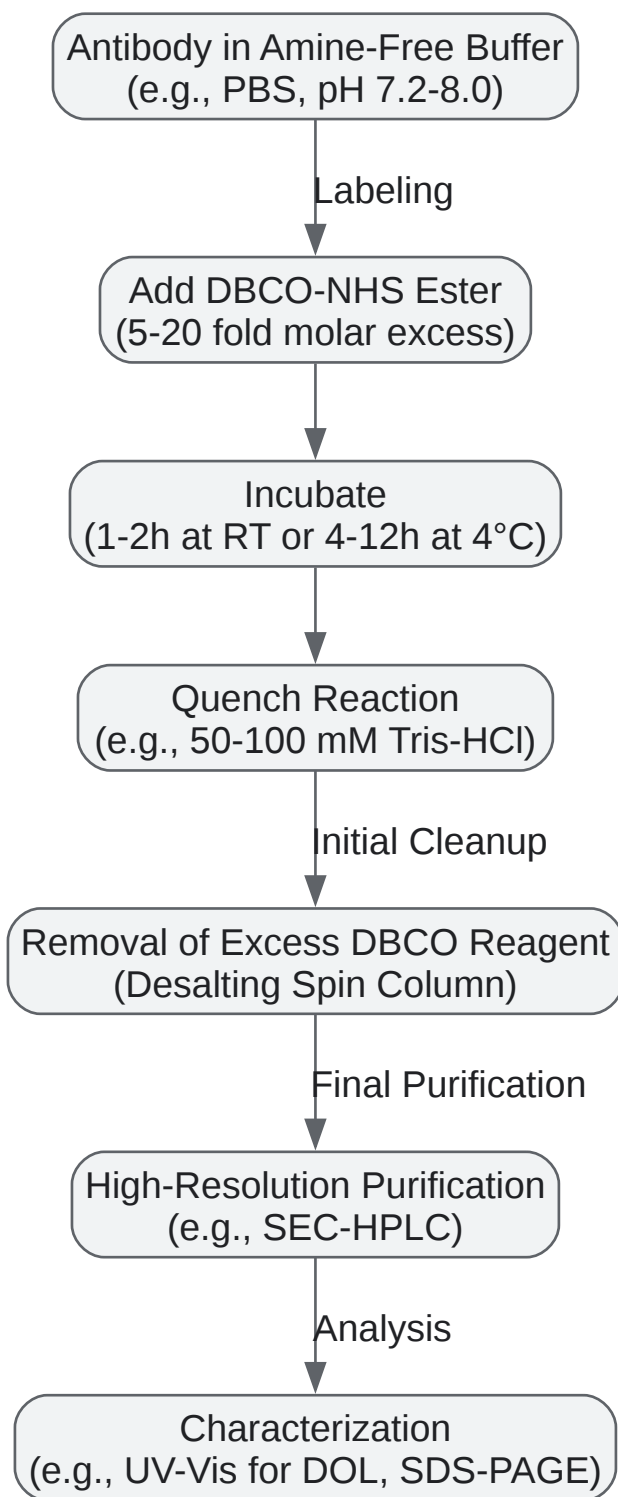 Antibody in Amine-Free Buffer
(e.g., PBS, pH 7.2-8.0)
Labeling
Add DBCO-NHS Ester
(5-20 fold molar excess)
Incubate
(1-2h at RT or 4-12h at 4°C)
Quench Reaction
(e.g., 50-100 mM Tris-HCl)
Initial Cleanup
Removal of Excess DBCO Reagent
(Desalting Spin Column)
Final Purification
High-Resolution Purification
(e.g., SEC-HPLC)
Analysis
Characterization
(e.g., UV-Vis for DOL, SDS-PAGE)